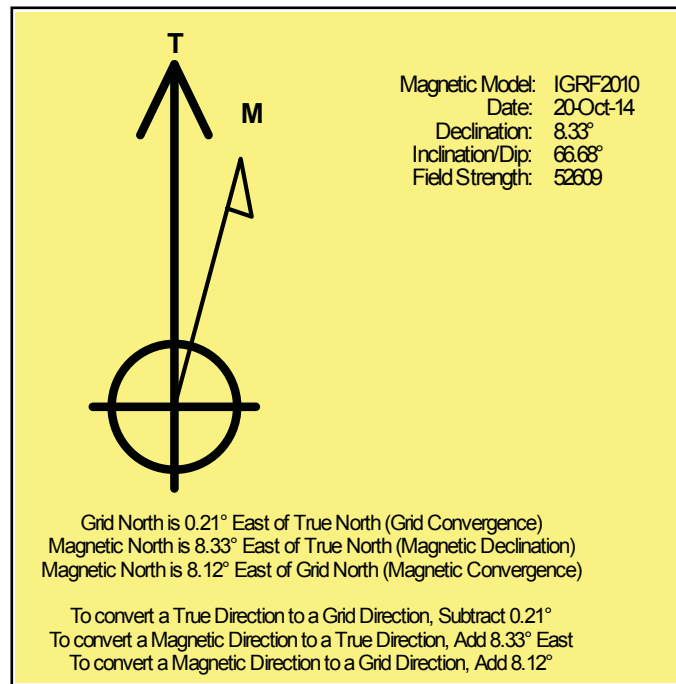 T
M
Magnetic Model: IGRF2010
Date: 20-Oct-14
Declination: 8.33°
Inclination/Dip: 66.68°
Field Strength: 52609
Grid North is 0.21° East of True North (Grid Convergence)
Magnetic North is 8.33° East of True North (Magnetic Declination)
Magnetic North is 8.12° East of Grid North (Magnetic Convergence)
To convert a True Direction to a Grid Direction, Subtract 0.21°
To convert a Magnetic Direction to a True Direction, Add 8.33° East
To convert a Magnetic Direction to a Grid Direction, Add 8.12°